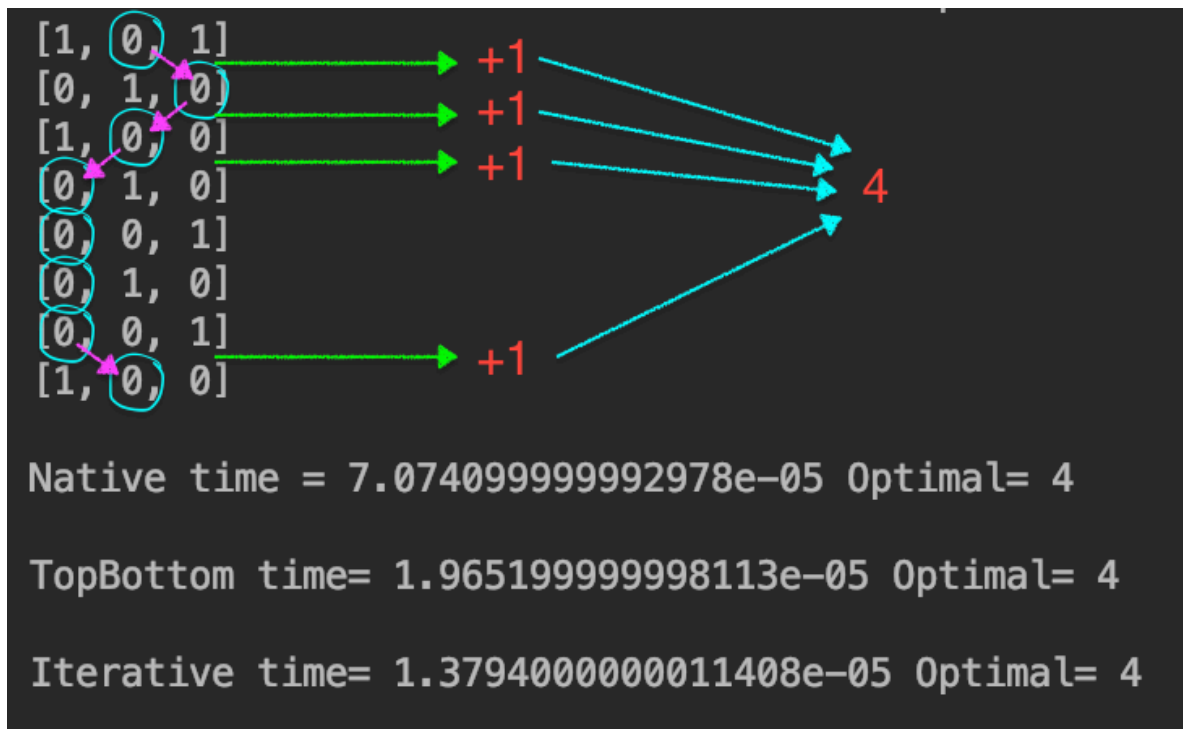 [1, 0, 1]
+1
[0, 1, 0]
+1
[1, 0, 0]
+1
[0, 1, 0]
4
[0, 0, 1]
[0, 1, 0]
[0, 0, 1]
+1
[1, 0, 0]
Native time = 7.074099999992978e-05 Optimal= 4
TopBottom time= 1.965199999998113e-05 Optimal= 4
Iterative time= 1.3794000000011408e-05 Optimal= 4